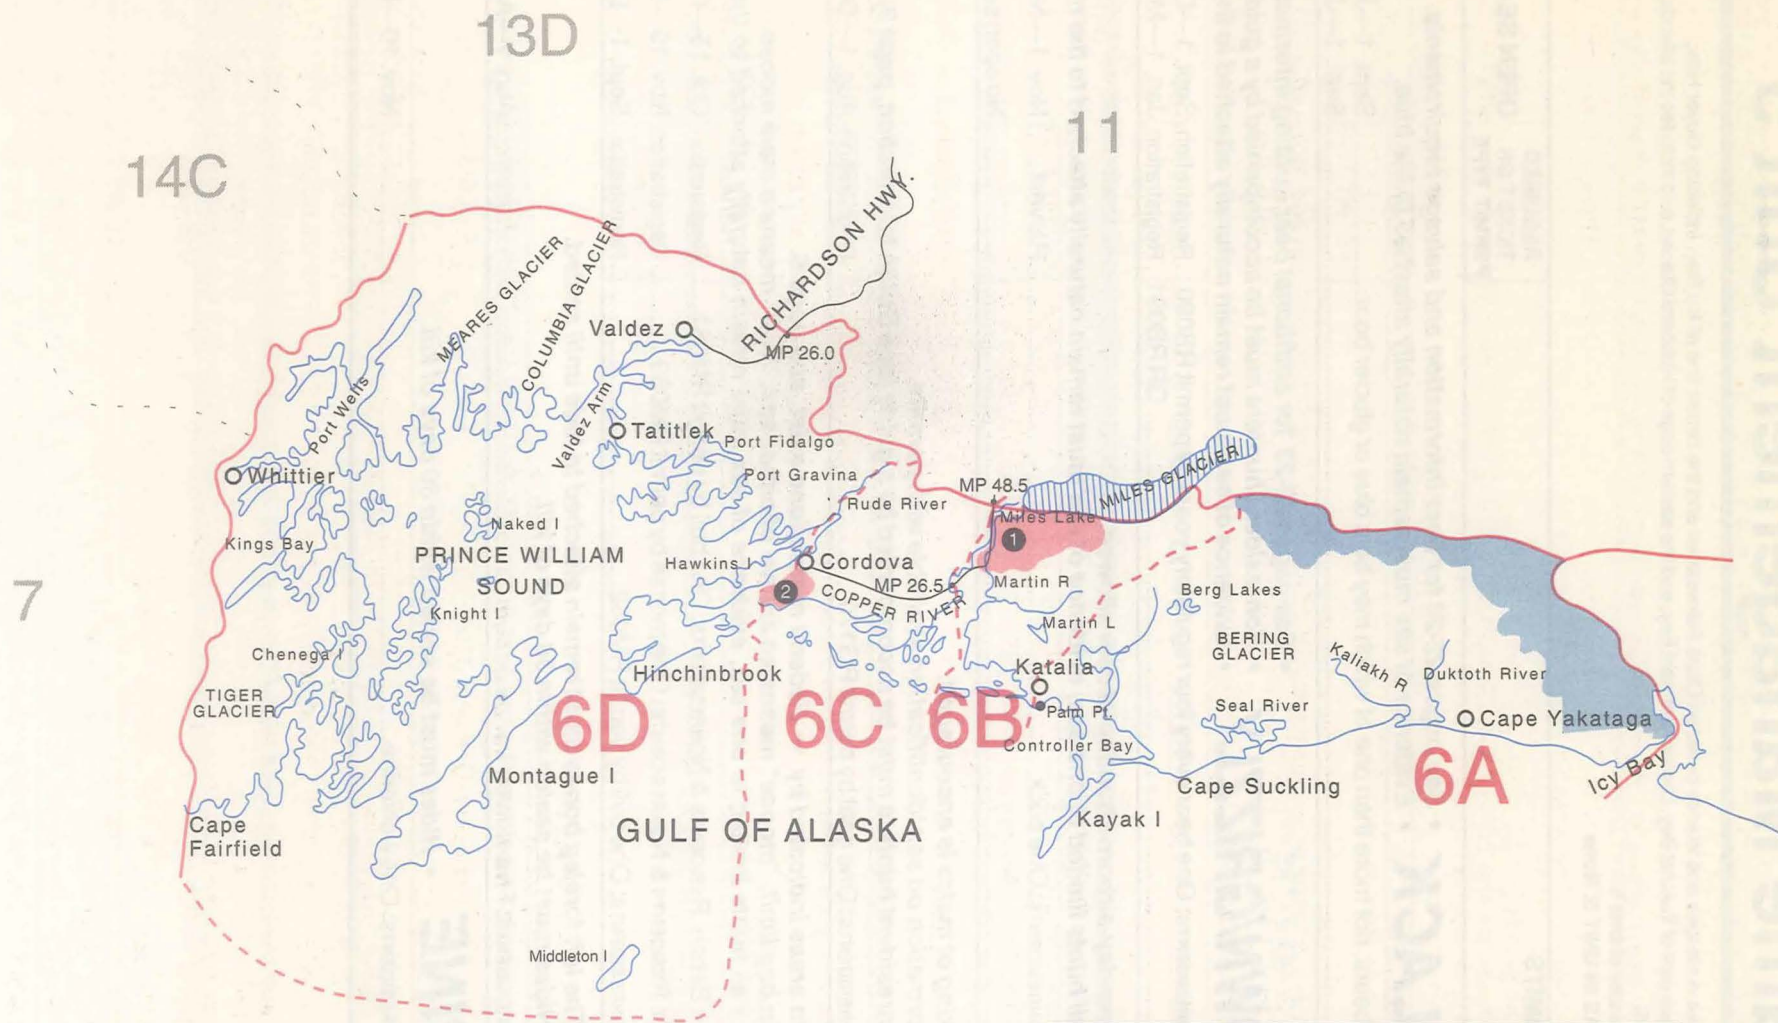 13D
11
14C
7
RICHARDSON HWY.
MEARES GLACIER
COLUMBIA GLACIER
Valdez
MP 26.0
Port Wells
Valdez Arm
Tatitlek
Port Fidalgo
Whittier
Port Gravina
MILES GLACIER
MP 48.5
Rude River
Miles Lake
Naked I
Kings Bay
PRINCE WILLIAM
SOUND
Hawkins I
Cordova
1
2
MP 26.5
COPPER RIVER
Martin R
Berg Lakes
Knight I
Martin L
Chenega I
BERING
GLACIER
Kaliakh R
Duktoth River
Hinchinbrook
Katalia
TIGER
GLACIER
6D
6C
6B
Palm Pt.
Seal River
Cape Yakataga
Controller Bay
Montague I
Cape Suckling
6A
Icy Bay
Cape
Fairfield
GULF OF ALASKA
Kayak I
Middleton I